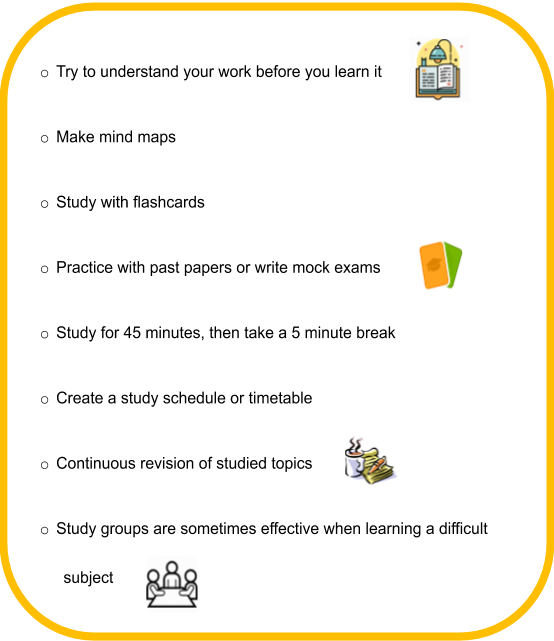 o Try to understand your work before you learn it
o Make mind maps
o Study with flashcards
o Practice with past papers or write mock exams
o Study for 45 minutes, then take a 5 minute break
o Create a study schedule or timetable
o Continuous revision of studied topics
o Study groups are sometimes effective when learning a difficult
subject